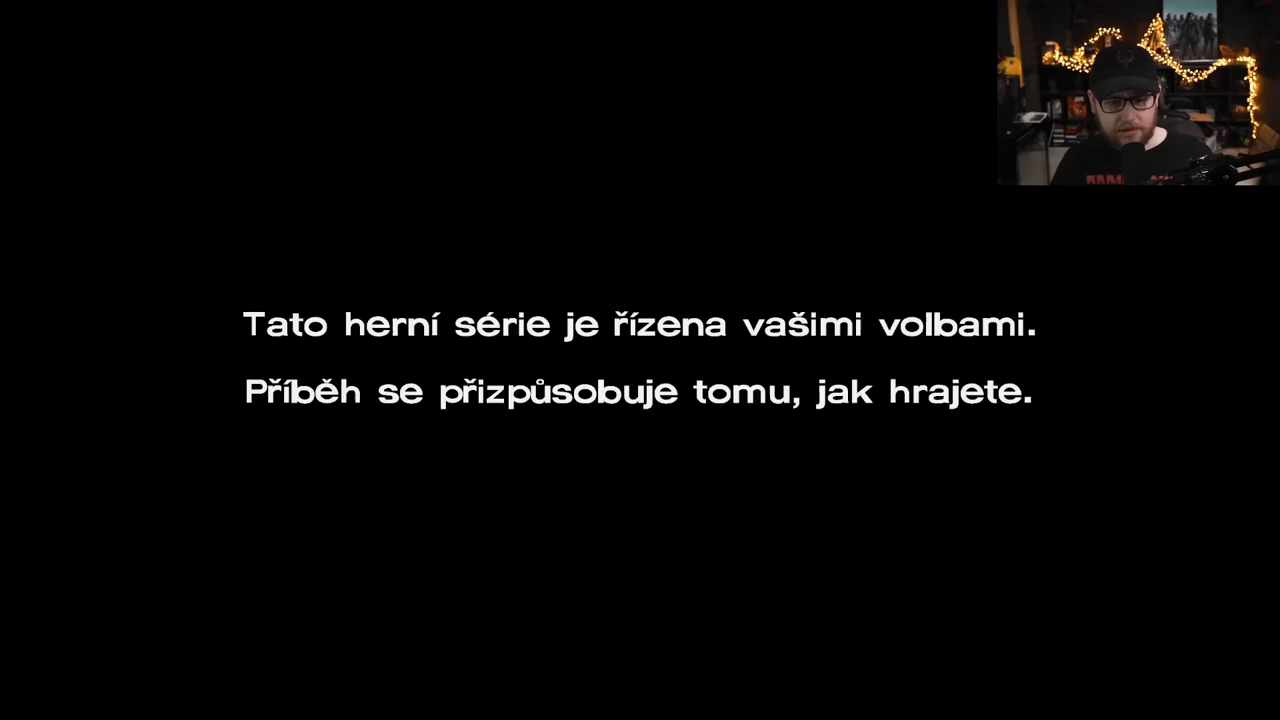 Tato herní série je řízena vašimi volbami.
Příběh se přizpůsobuje tomu, jak hrajete.